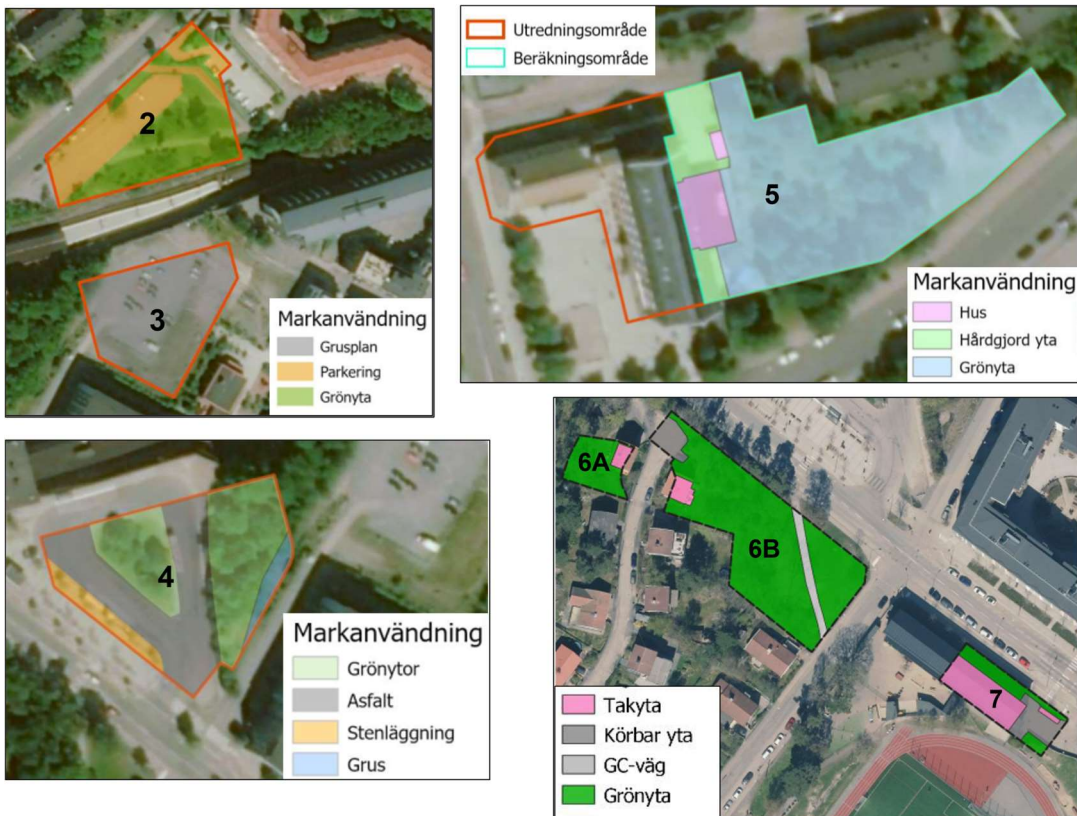 2
3
Markanvändning
Grusplan
Parkering
Grönyta
Utredningsområde
Beräkningsområde
5
Markanvändning
Hus
Hårdgjord yta
Grönyta
4
Markanvändning
Grönytor
Asfalt
Stenläggning
Grus
6A
6B
7
Takyta
Körbar yta
GC-väg
Grönyta